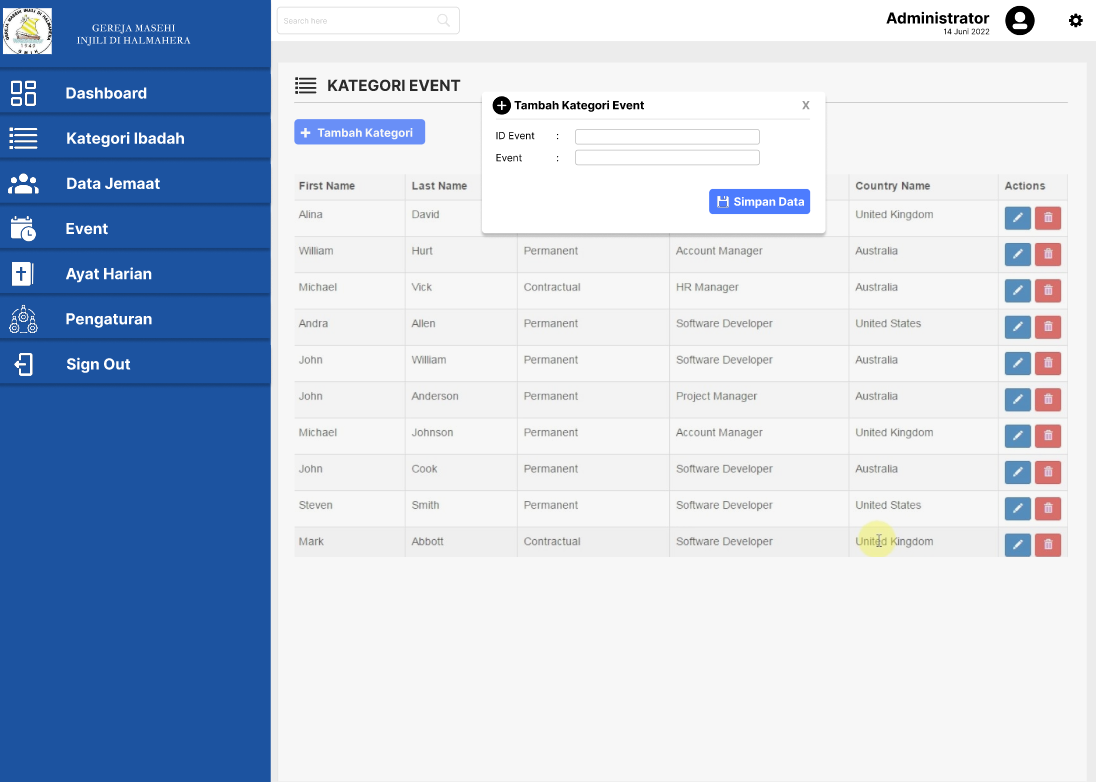 GEREJA MASEHI
INJILI DI HALMAHERA
Dashboard
Kategori Ibadah
Data Jemaat
Event
Ayat Harian
Pengaturan
Sign Out
Search here
Administrator
14 Juni 2022
KATEGORI EVENT
Tambah Kategori
Tambah Kategori Event
X
ID Event :
Event :
Simpan Data
First Name Last Name Country Name Actions
Alina David United Kingdom
William Hurt Permanent Account Manager Australia
Michael Vick Contractual HR Manager Australia
Andra Allen Permanent Software Developer United States
John William Permanent Software Developer Australia
John Anderson Permanent Project Manager Australia
Michael Johnson Permanent Account Manager United Kingdom
John Cook Permanent Software Developer Australia
Steven Smith Permanent Software Developer United States
Mark Abbott Contractual Software Developer United Kingdom